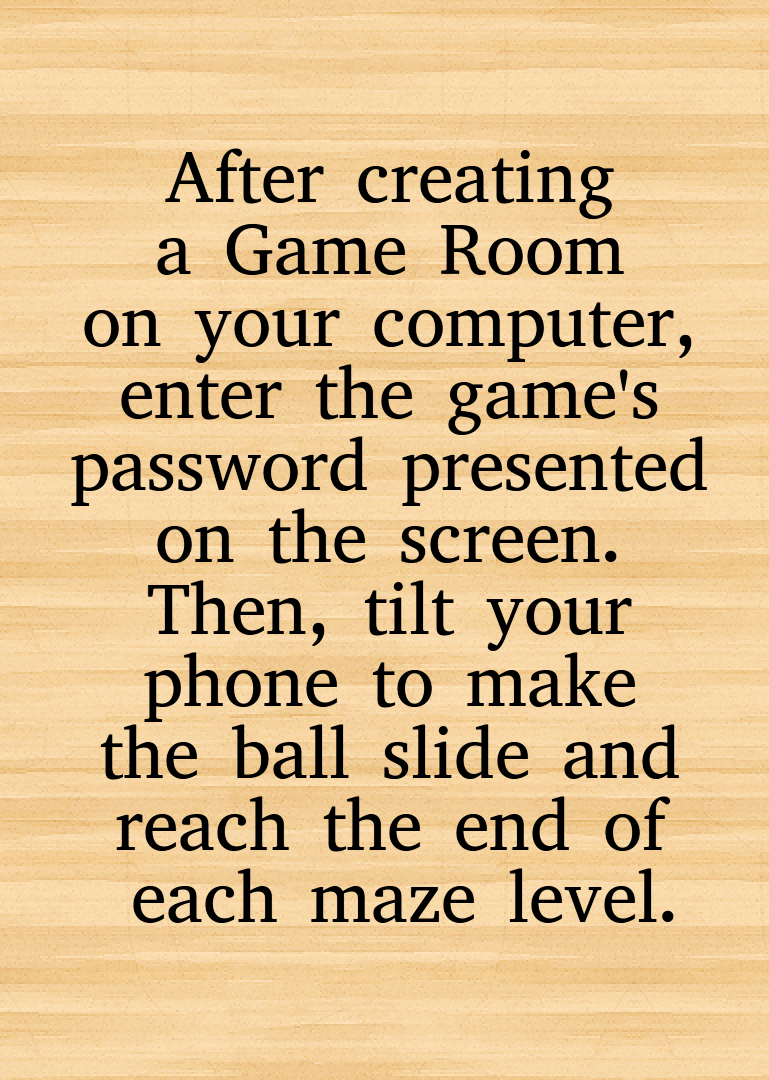 After creating
a Game Room
on your computer,
enter the game's
password presented
on the screen.
Then, tilt your
phone to make
the ball slide and
reach the end of
each maze level.